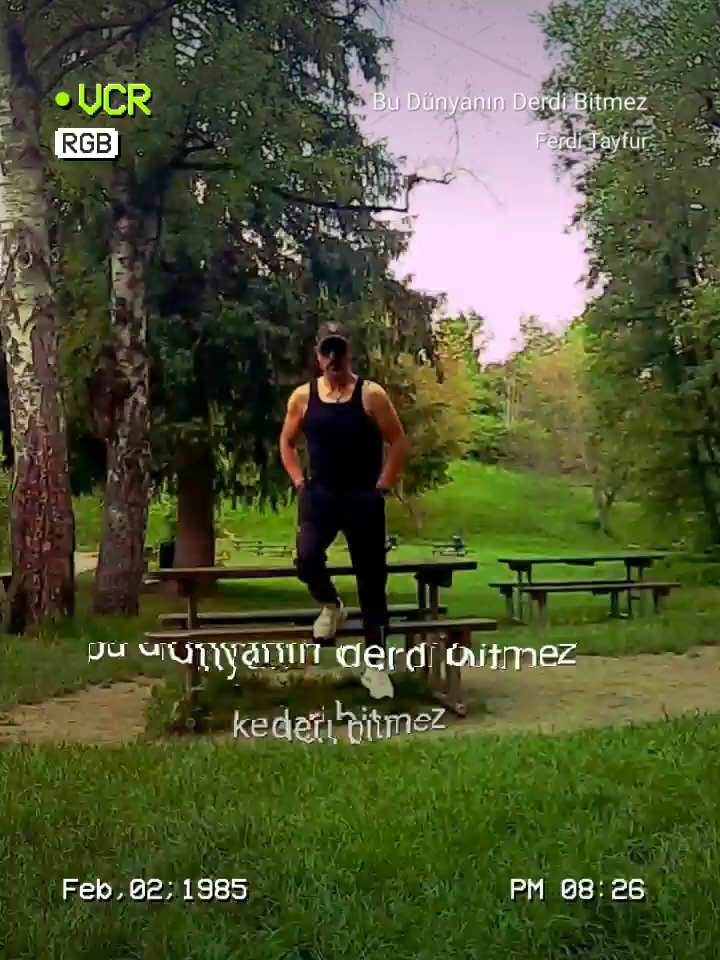 VCR
Bu Dünyanın Derdi Bitmez
RGB
Ferdi Tayfur
bu dünyanın derdi bitmez
kederi bitmez
Feb,02;1985
PM 08:26